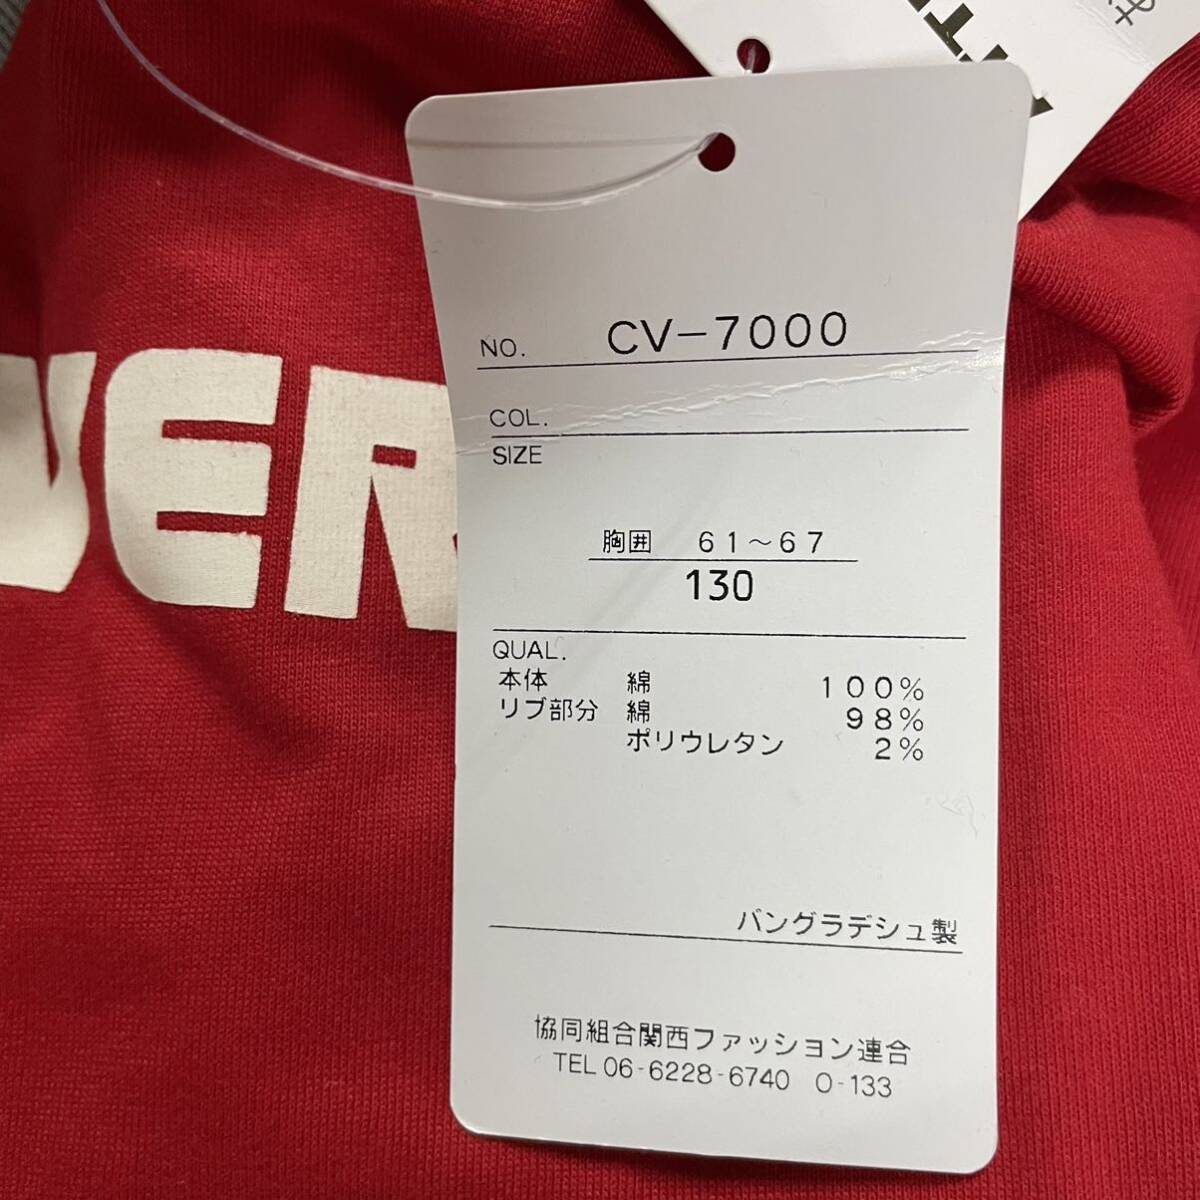 VER
NO. CV-7000
COL.
SIZE
胸囲 61～67
130
QUAL.
本体 綿 100%
リブ部分 綿 98%
ポリウレタン 2%
バングラデシュ製
協同組合関西ファッション連合
TEL 06-6228-6740 O-133